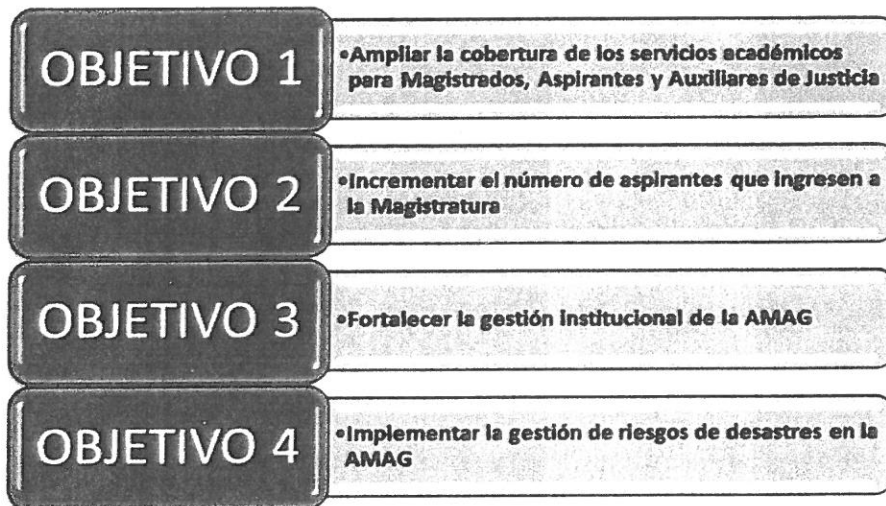 OBJETIVO 1
•Ampliar la cobertura de los servicios académicos
para Magistrados, Aspirantes y Auxiliares de Justicia
OBJETIVO 2
•Incrementar el número de aspirantes que ingresen a
la Magistratura
OBJETIVO 3
•Fortalecer la gestión institucional de la AMAG
OBJETIVO 4
•Implementar la gestión de riesgos de desastres en la
AMAG